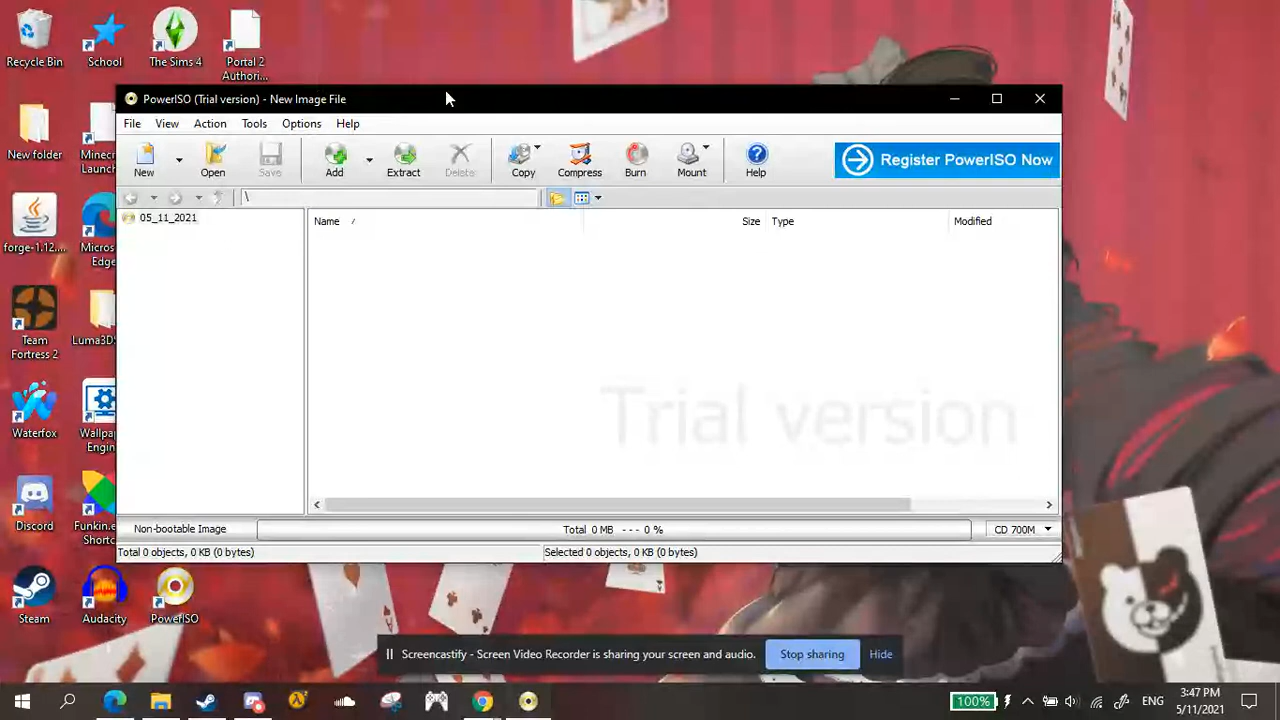 Recycle Bin
School
The Sims 4
Portal 2
Authori...
PowerISO (Trial version) - New Image File
File View Action Tools Options Help
New Open Save Add Extract Delete Copy Compress Burn Mount Help
Register PowerISO Now
\
05_11_2021
Name / Size Type Modified
Trial version
Non-bootable Image
Total 0 MB --- 0 %
CD 700M
Total 0 objects, 0 KB (0 bytes)
Selected 0 objects, 0 KB (0 bytes)
New folder
Minecr
Launch
forge-1.12....
Micros
Edge
Team
Fortress 2
Luma3DS
Waterfox
Wallpap
Engin
Discord
Funkin.e
Shortc
Steam
Audacity
PowerISO
Screencastify - Screen Video Recorder is sharing your screen and audio.
Stop sharing
Hide
100%
ENG
3:47 PM
5/11/2021